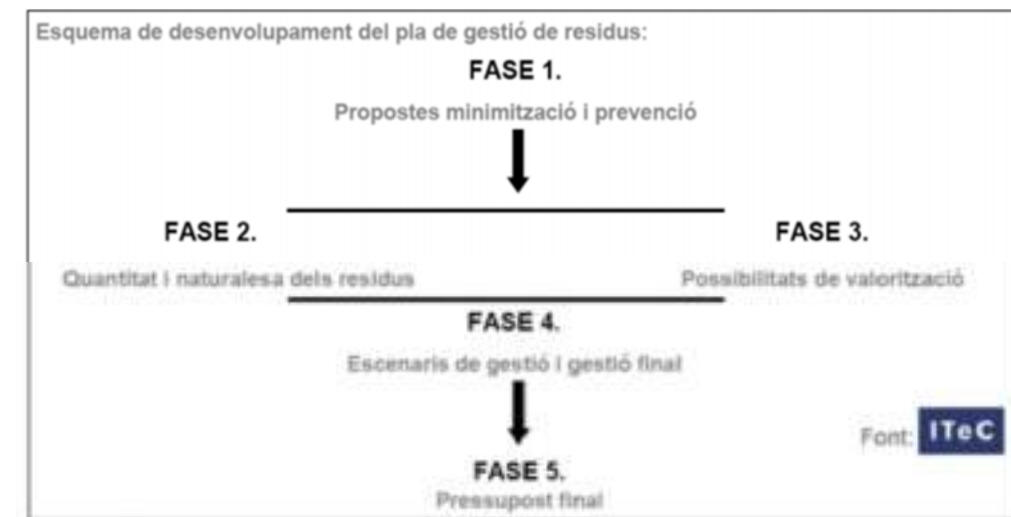 Esquema de desenvolupament del pla de gestió de residus:
FASE 1.
Propostes minimització i prevenció
FASE 2.
FASE 3.
Quantitat i naturalesa dels residus
Possibilitats de valorització
FASE 4.
Escenaris de gestió i gestió final
Font: ITeC
FASE 5.
Pressupost final